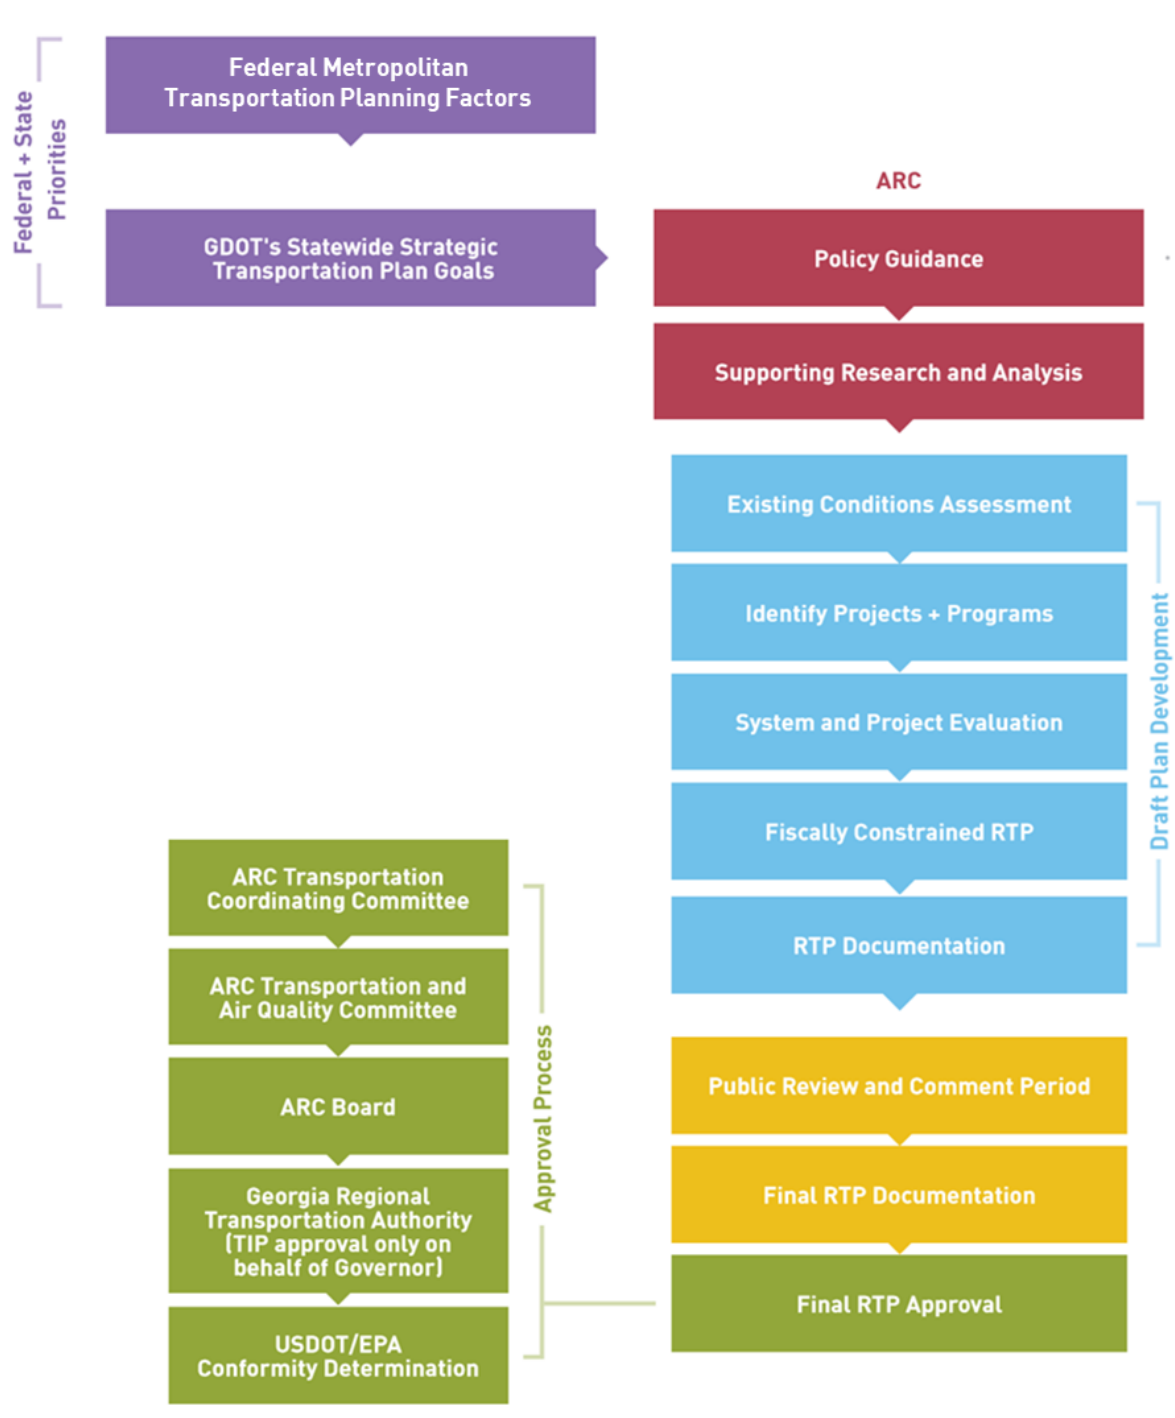 Federal + State
Priorities
Federal Metropolitan
Transportation Planning Factors
GDOT's Statewide Strategic
Transportation Plan Goals
ARC
Policy Guidance
Supporting Research and Analysis
Existing Conditions Assessment
Identify Projects + Programs
System and Project Evaluation
Fiscally Constrained RTP
RTP Documentation
Draft Plan Development
Public Review and Comment Period
Final RTP Documentation
Final RTP Approval
Approval Process
ARC Transportation
Coordinating Committee
ARC Transportation and
Air Quality Committee
ARC Board
Georgia Regional
Transportation Authority
(TIP approval only on
behalf of Governor)
USDOT/EPA
Conformity Determination